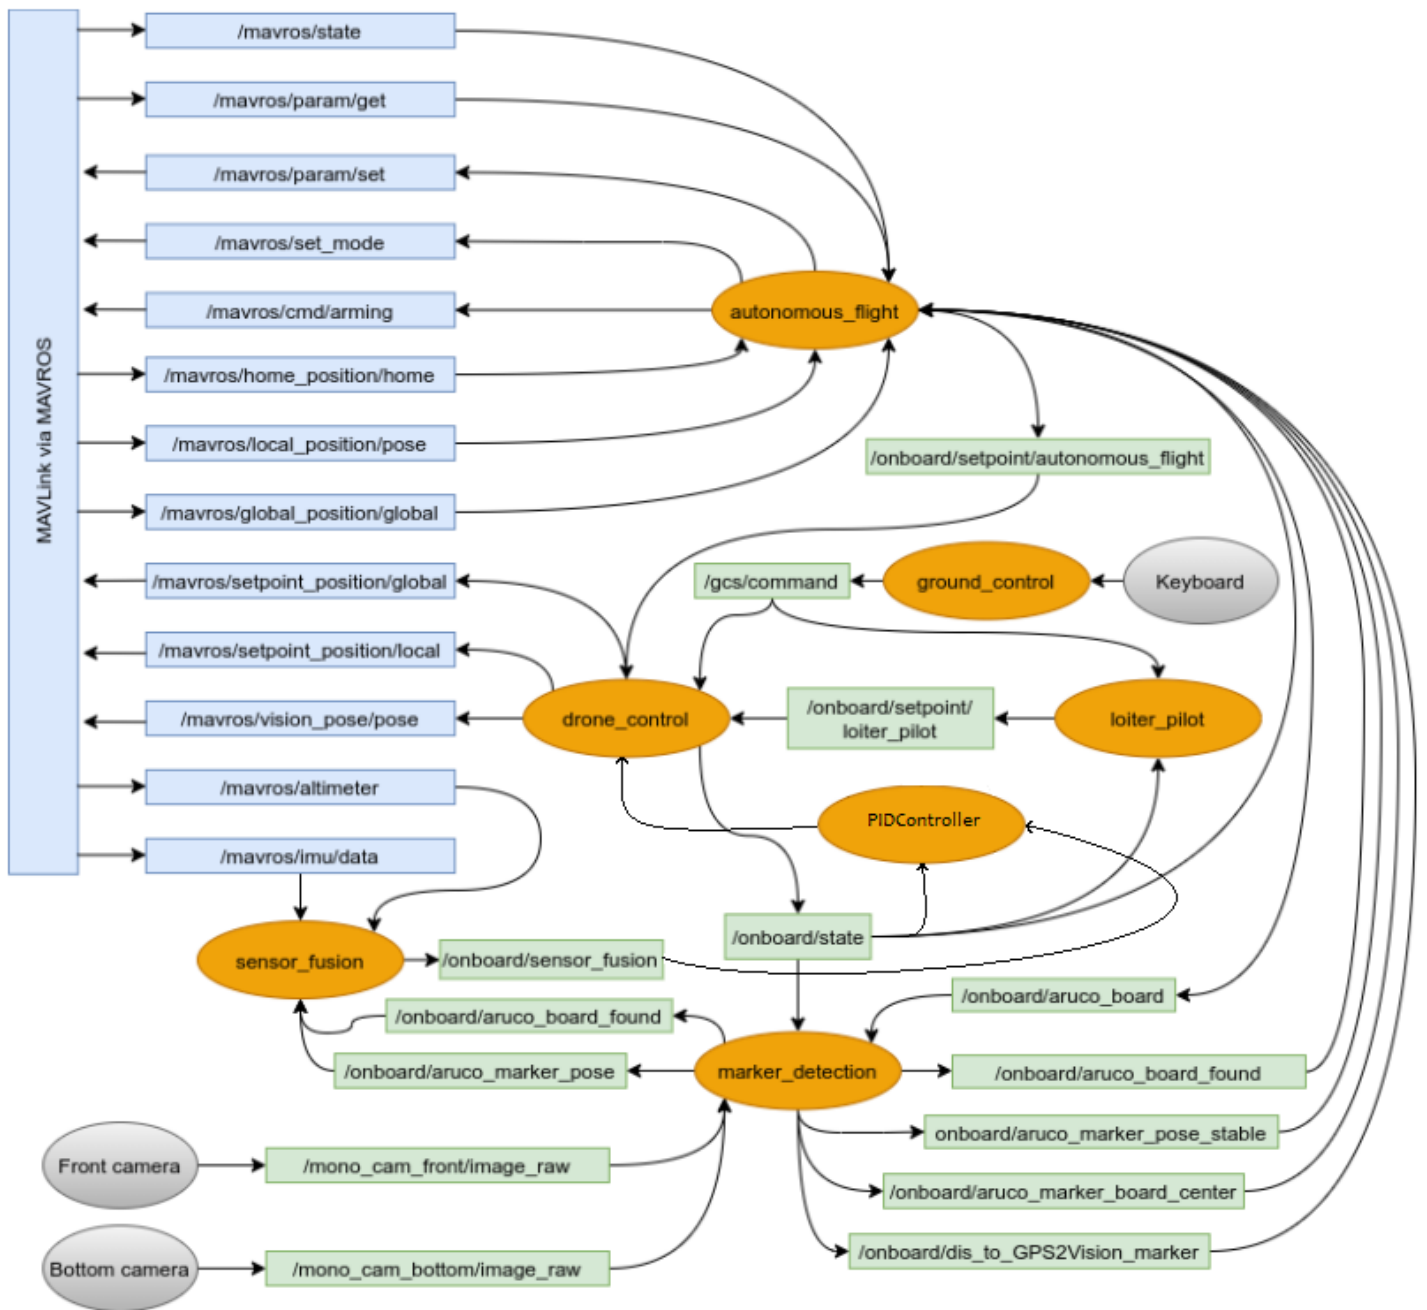 MAVLink via MAVROS
/mavros/state
/mavros/param/get
/mavros/param/set
/mavros/set_mode
/mavros/cmd/arming
autonomous_flight
/mavros/home_position/home
/mavros/local_position/pose
/onboard/setpoint/autonomous_flight
/mavros/global_position/global
/mavros/setpoint_position/global
/gcs/command
ground_control
Keyboard
/mavros/setpoint_position/local
/mavros/vision_pose/pose
drone_control
/onboard/setpoint/
loiter_pilot
loiter_pilot
/mavros/altimeter
PIDController
/mavros/imu/data
/onboard/state
sensor_fusion
/onboard/sensor_fusion
/onboard/aruco_board
/onboard/aruco_board_found
/onboard/aruco_marker_pose
marker_detection
/onboard/aruco_board_found
onboard/aruco_marker_pose_stable
Front camera
/mono_cam_front/image_raw
/onboard/aruco_marker_board_center
/onboard/dis_to_GPS2Vision_marker
Bottom camera
/mono_cam_bottom/image_raw